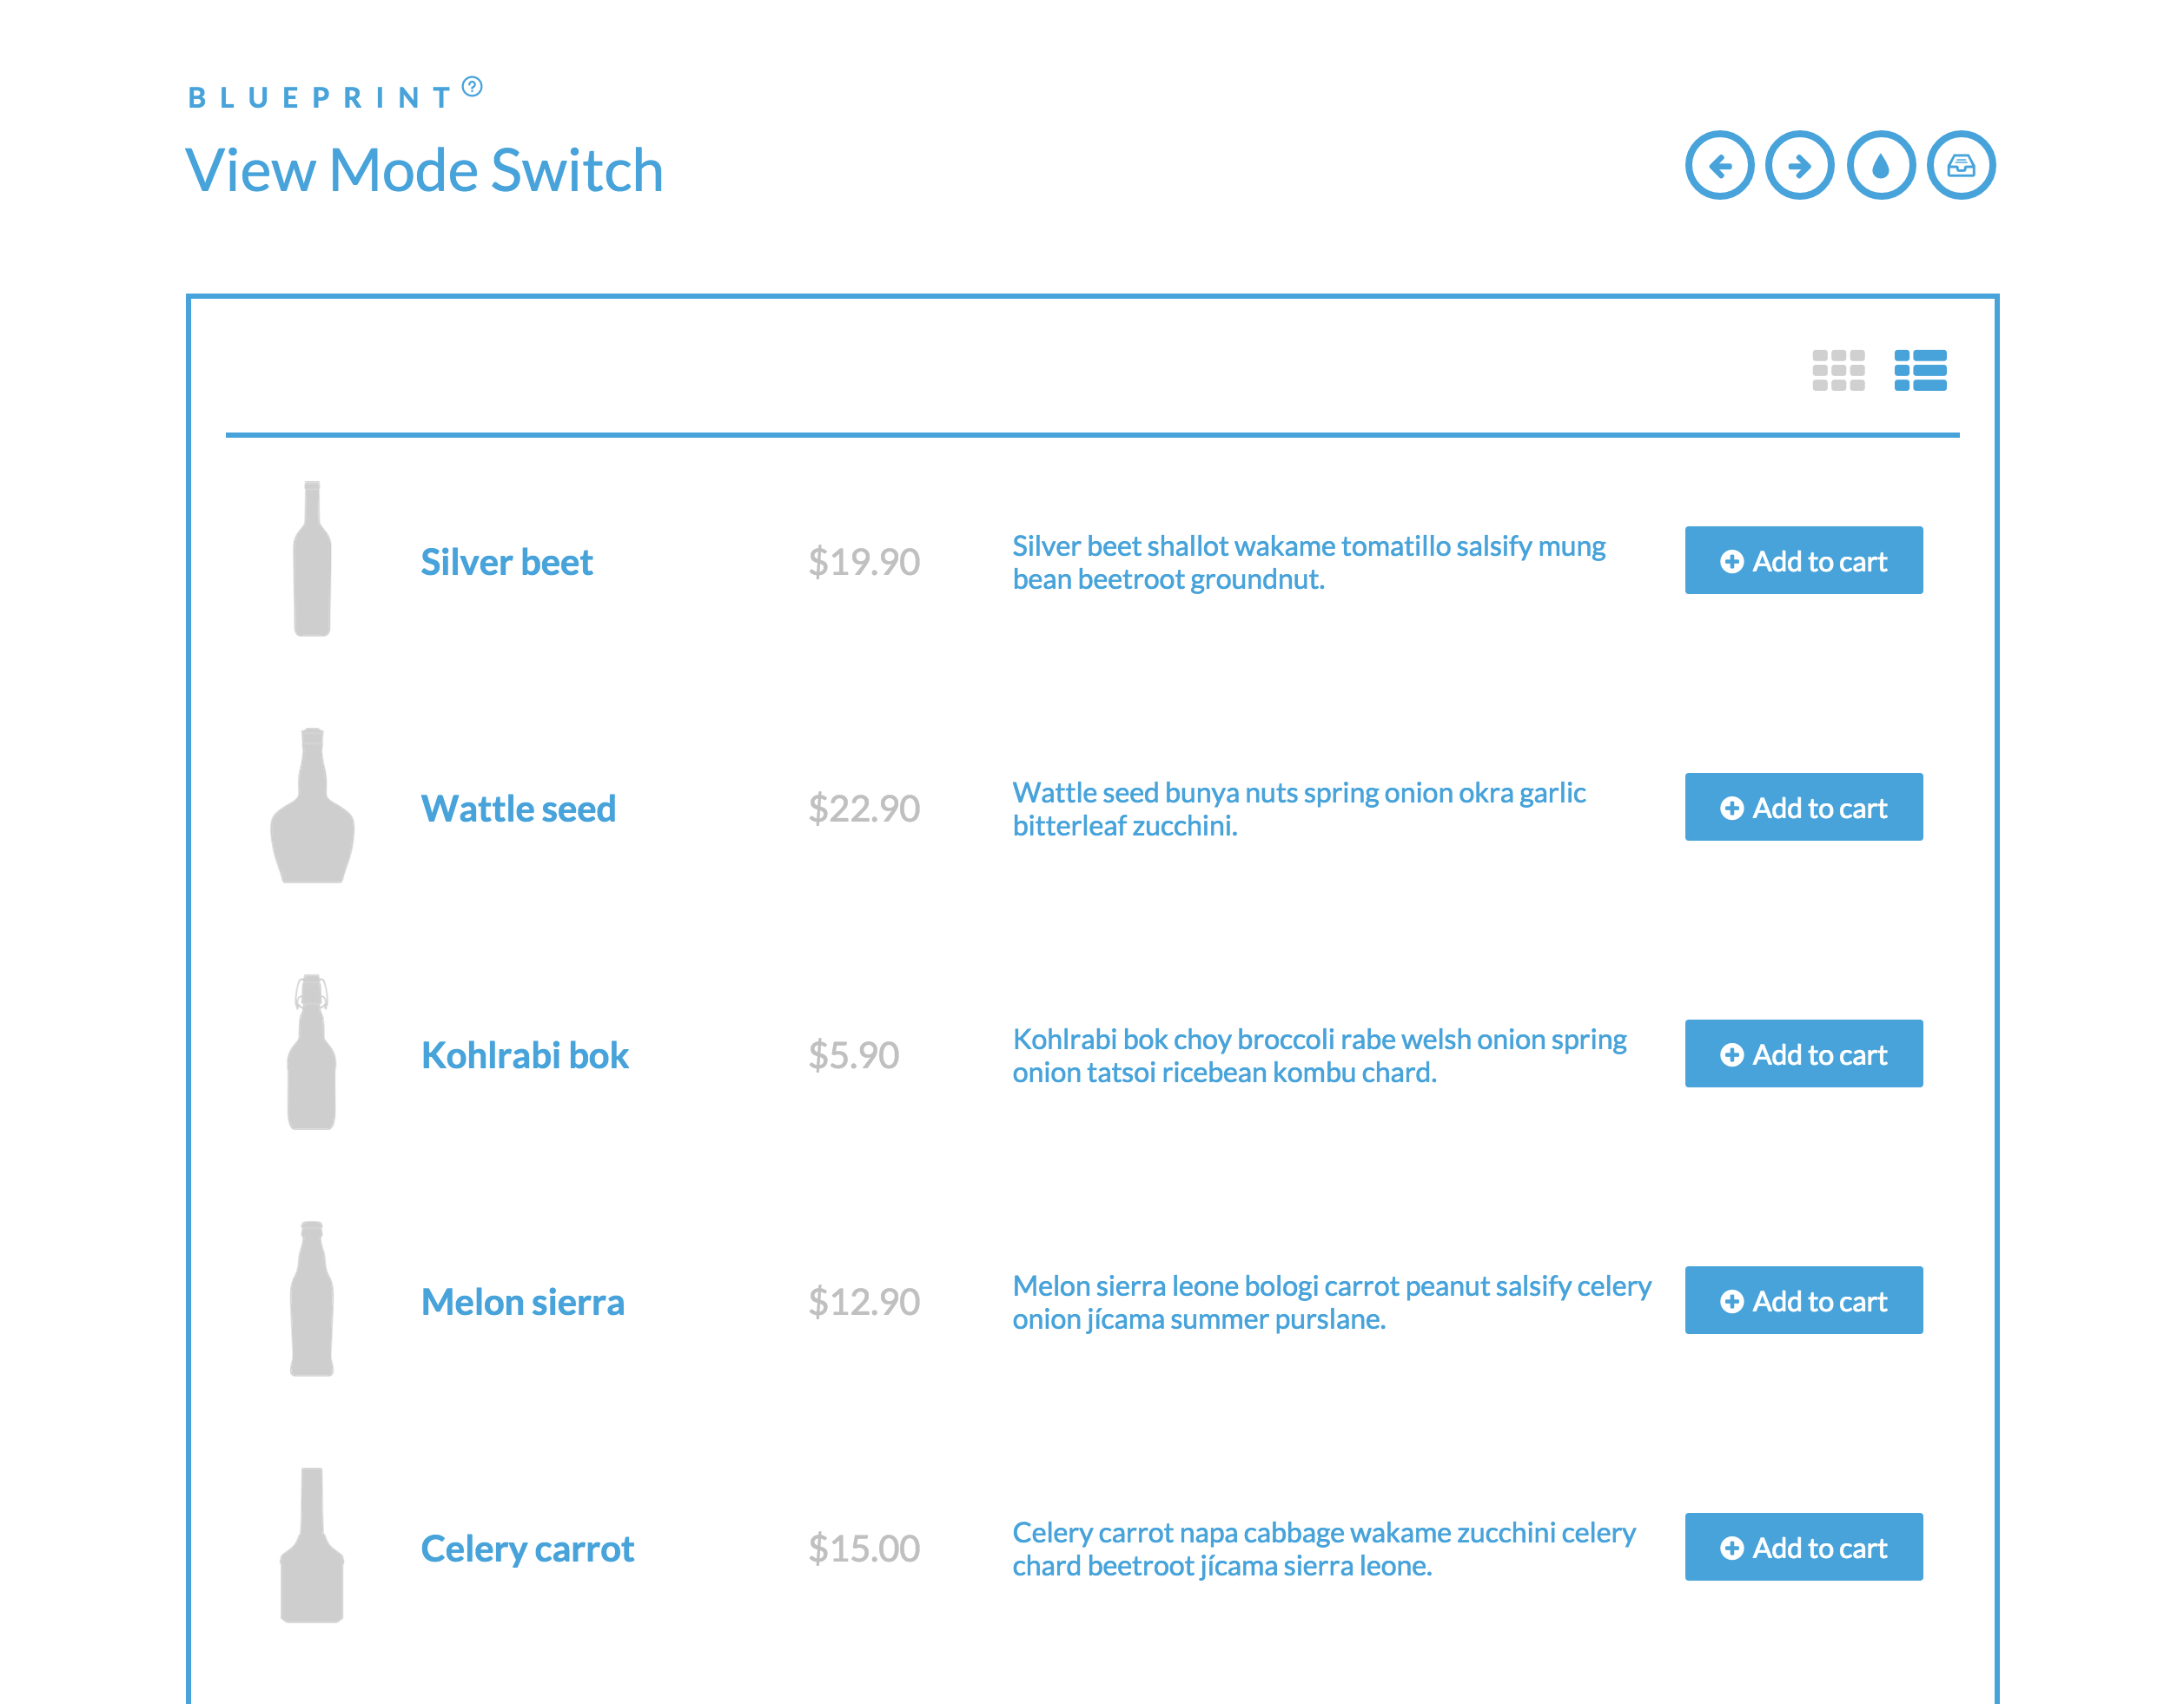 BLUEPRINT
View Mode Switch
Silver beet
$19.90
Silver beet shallot wakame tomatillo salsify mung
bean beetroot groundnut.
Add to cart
Wattle seed
$22.90
Wattle seed bunya nuts spring onion okra garlic
bitterleaf zucchini.
Add to cart
Kohlrabi bok
$5.90
Kohlrabi bok choy broccoli rabe welsh onion spring
onion tatsoi ricebean kombu chard.
Add to cart
Melon sierra
$12.90
Melon sierra leone bologi carrot peanut salsify celery
onion jícama summer purslane.
Add to cart
Celery carrot
$15.00
Celery carrot napa cabbage wakame zucchini celery
chard beetroot jícama sierra leone.
Add to cart